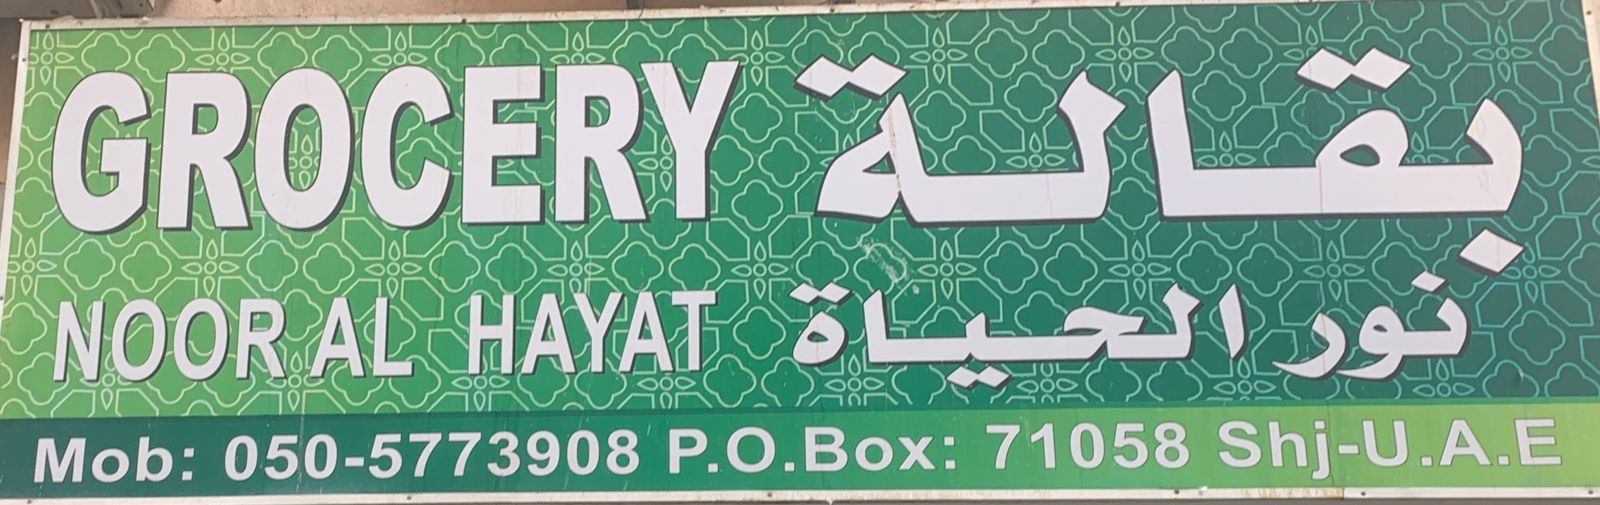 GROCERY بقالة
NOOR AL HAYAT نور الحياة
Mob: 050-5773908 P.O.Box: 71058 Shj-U.A.E